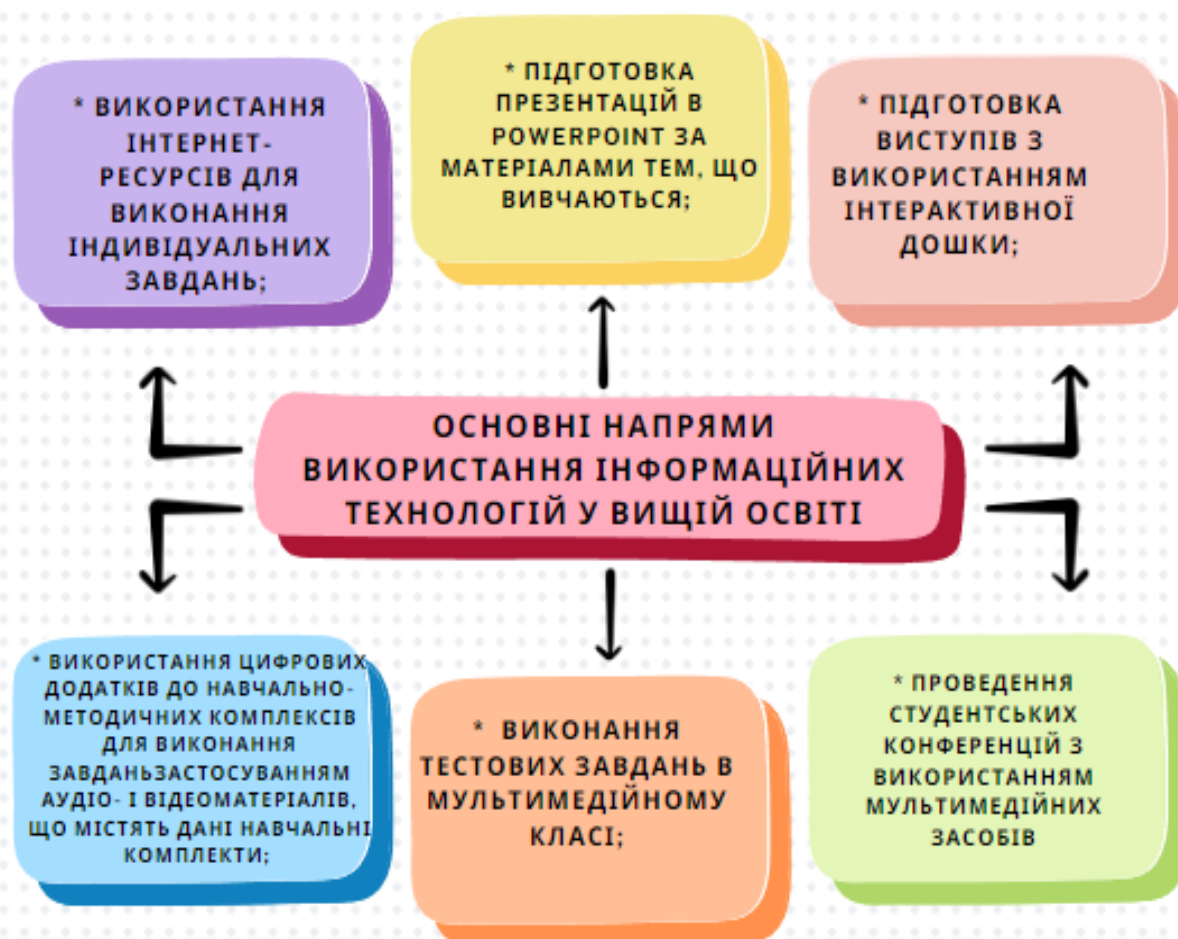 * ВИКОРИСТАННЯ
ІНТЕРНЕТ-
РЕСУРСІВ ДЛЯ
ВИКОНАННЯ
ІНДИВІДУАЛЬНИХ
ЗАВДАНЬ;
* ПІДГОТОВКА
ПРЕЗЕНТАЦІЙ В
POWERPOINT ЗА
МАТЕРІАЛАМИ ТЕМ, ЩО
ВИВЧАЮТЬСЯ;
* ПІДГОТОВКА
ВИСТУПІВ З
ВИКОРИСТАННЯМ
ІНТЕРАКТИВНОЇ
ДОШКИ;
ОСНОВНІ НАПРЯМИ
ВИКОРИСТАННЯ ІНФОРМАЦІЙНИХ
ТЕХНОЛОГІЙ У ВИЩІЙ ОСВІТІ
* ВИКОРИСТАННЯ ЦИФРОВИХ
ДОДАТКІВ ДО НАВЧАЛЬНО-
МЕТОДИЧНИХ КОМПЛЕКСІВ
ДЛЯ ВИКОНАННЯ
ЗАВДАНЬЗАСТОСУВАННЯМ
АУДІО- І ВІДЕОМАТЕРІАЛІВ,
ЩО МІСТЯТЬ ДАНІ НАВЧАЛЬНІ
КОМПЛЕКТИ;
* ВИКОНАННЯ
ТЕСТОВИХ ЗАВДАНЬ В
МУЛЬТИМЕДІЙНОМУ
КЛАСІ;
* ПРОВЕДЕННЯ
СТУДЕНТСЬКИХ
КОНФЕРЕНЦІЙ З
ВИКОРИСТАННЯМ
МУЛЬТИМЕДІЙНИХ
ЗАСОБІВ